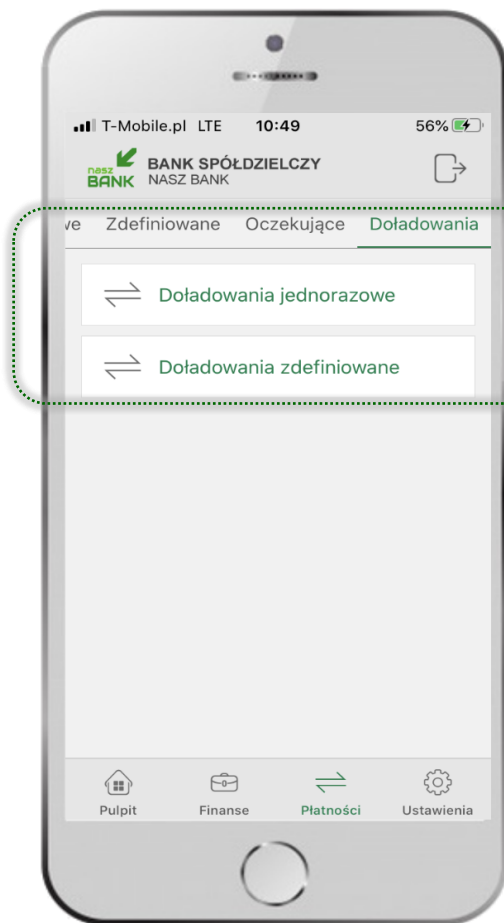 T-Mobile.pl LTE 10:49 56%
nasz BANK BANK SPÓŁDZIELCZY
NASZ BANK
we Zdefiniowane Oczekujące Doładowania
Doładowania jednorazowe
Doładowania zdefiniowane
Pulpit Finanse Płatności Ustawienia